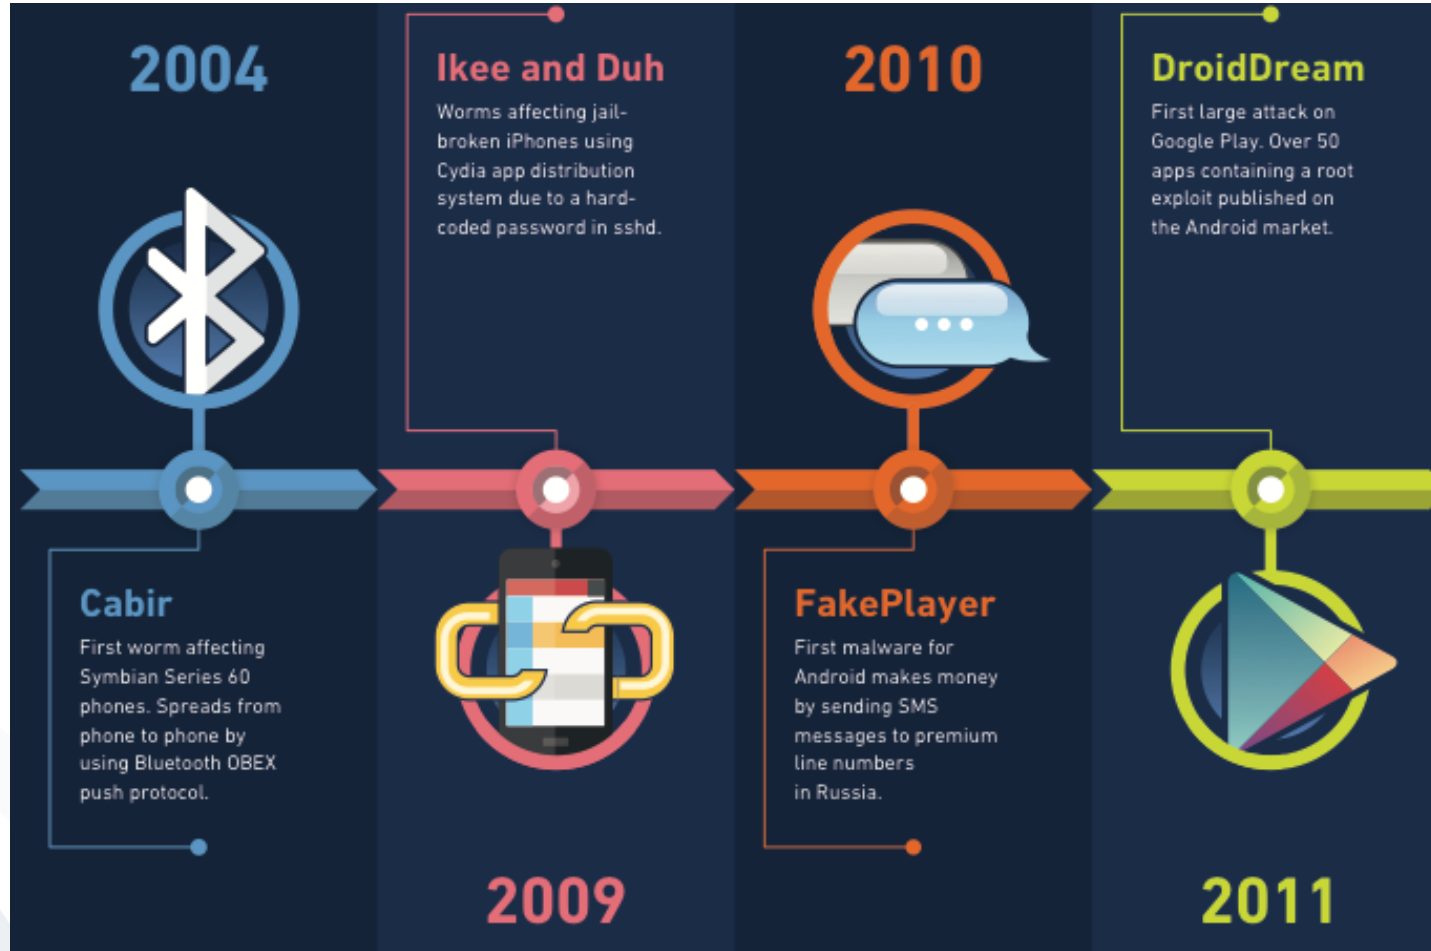 2004
Cabir
First worm affecting
Symbian Series 60
phones. Spreads from
phone to phone by
using Bluetooth OBEX
push protocol.
Ikee and Duh
Worms affecting jail-
broken iPhones using
Cydia app distribution
system due to a hard-
coded password in sshd.
2009
2010
FakePlayer
First malware for
Android makes money
by sending SMS
messages to premium
line numbers
in Russia.
DroidDream
First large attack on
Google Play. Over 50
apps containing a root
exploit published on
the Android market.
2011